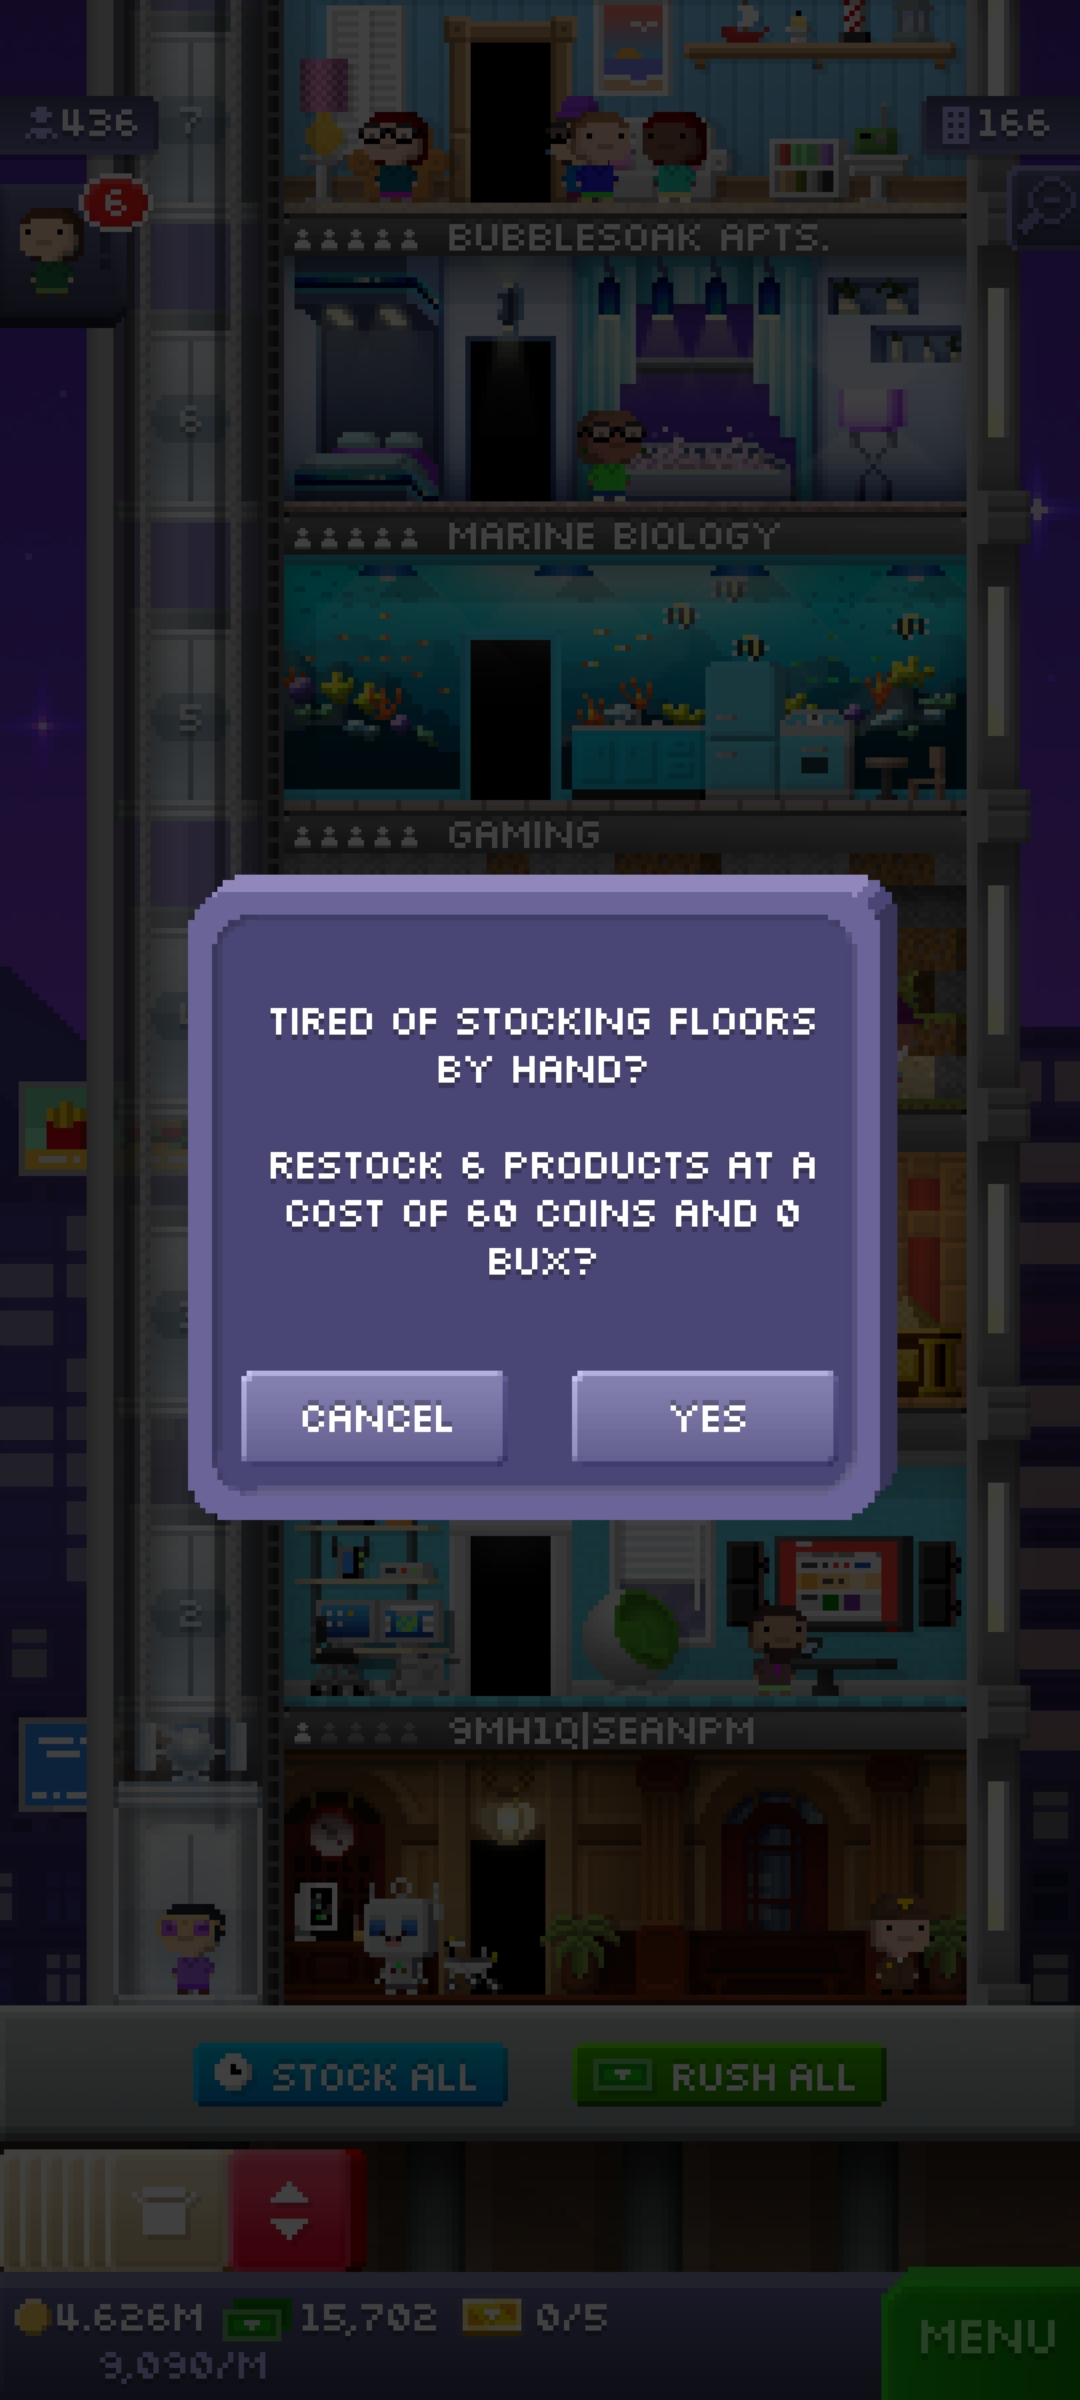 436
7
166
6
BUBBLESOAK APTS.
6
MARINE BIOLOGY
5
GAMING
TIRED OF STOCKING FLOORS
BY HAND?
RESTOCK 6 PRODUCTS AT A
COST OF 60 COINS AND 0
BUX?
CANCEL
YES
2
9MH1Q|SEANPM
STOCK ALL
RUSH ALL
4.626M
15,702
0/5
9,090/M
MENU